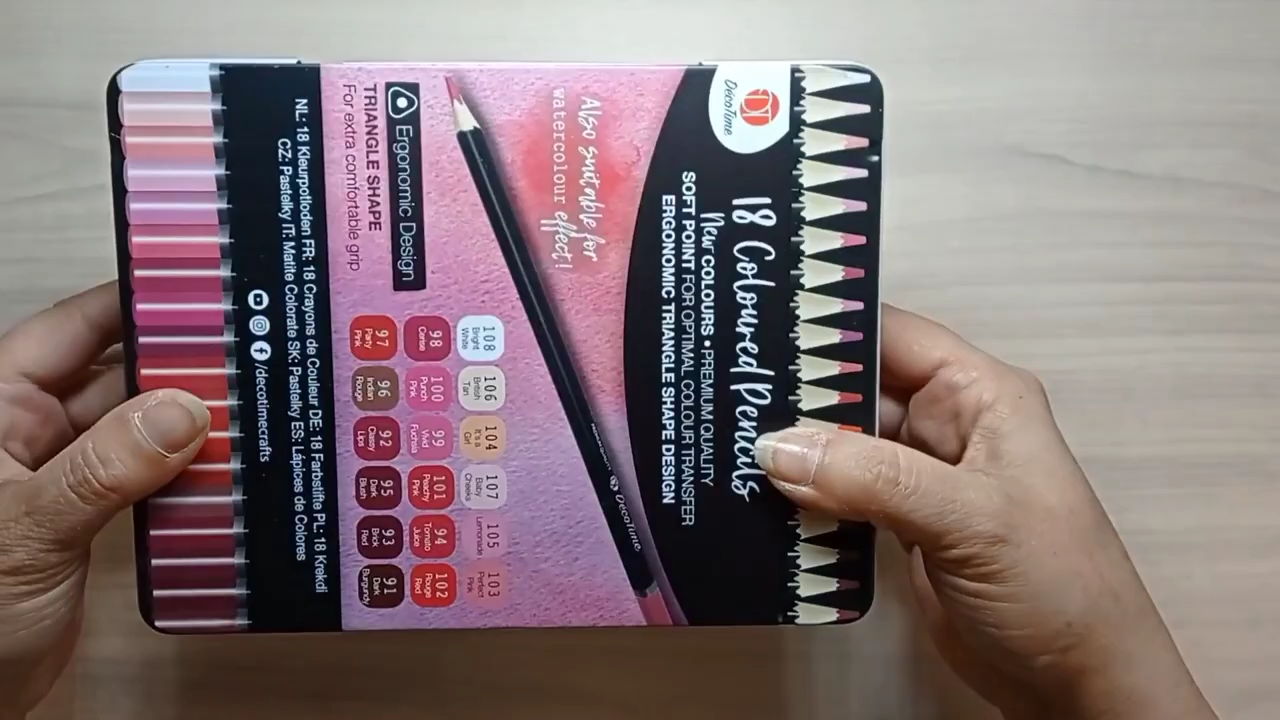 DT
DécoTime
18 Coloured Pencils
New COLOURS • PREMIUM QUALITY
SOFT POINT FOR OPTIMAL COLOUR TRANSFER
ERGONOMIC TRIANGLE SHAPE DESIGN
Also suitable for
watercolour effect!
DécoTime
Ergonomic Design
TRIANGLE SHAPE
For extra comfortable grip
108 Bright White
106 British Tan
104 It's a Girl
107 Baby Cheeks
105 Lemonade
103 Perfect Pink
98 Cerise
100 Punch Pink
99 Vivid Fuchsia
101 Peachy Pink
94 Tomato Juice
102 Rouge Red
97 Party Pink
96 Indian Rouge
92 Classy Lips
95 Dark Blush
93 Brick Red
91 Dark Burgundy
NL: 18 Kleurpotloden FR: 18 Crayons de Couleur DE: 18 Farbstifte PL: 18 Kredki
CZ: Pastelky IT: Matite Colorate SK: Pastelky ES: Lápices de Colores
/decotimecrafts